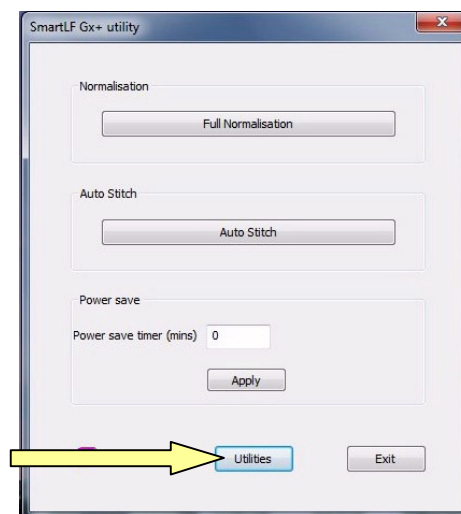 SmartLF Gx+ utility
Normalisation
Full Normalisation
Auto Stitch
Auto Stitch
Power save
Power save timer (mins) 0
Apply
Utilities Exit